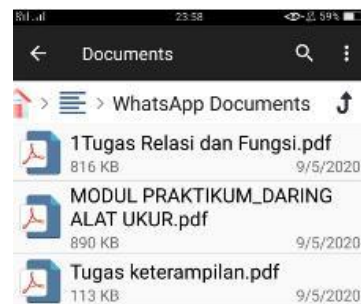 23:58
59%
Documents
WhatsApp Documents
1Tugas Relasi dan Fungsi.pdf
816 KB 9/5/2020
MODUL PRAKTIKUM_DARING
ALAT UKUR.pdf
890 KB 9/5/2020
Tugas keterampilan.pdf
113 KB 9/5/2020